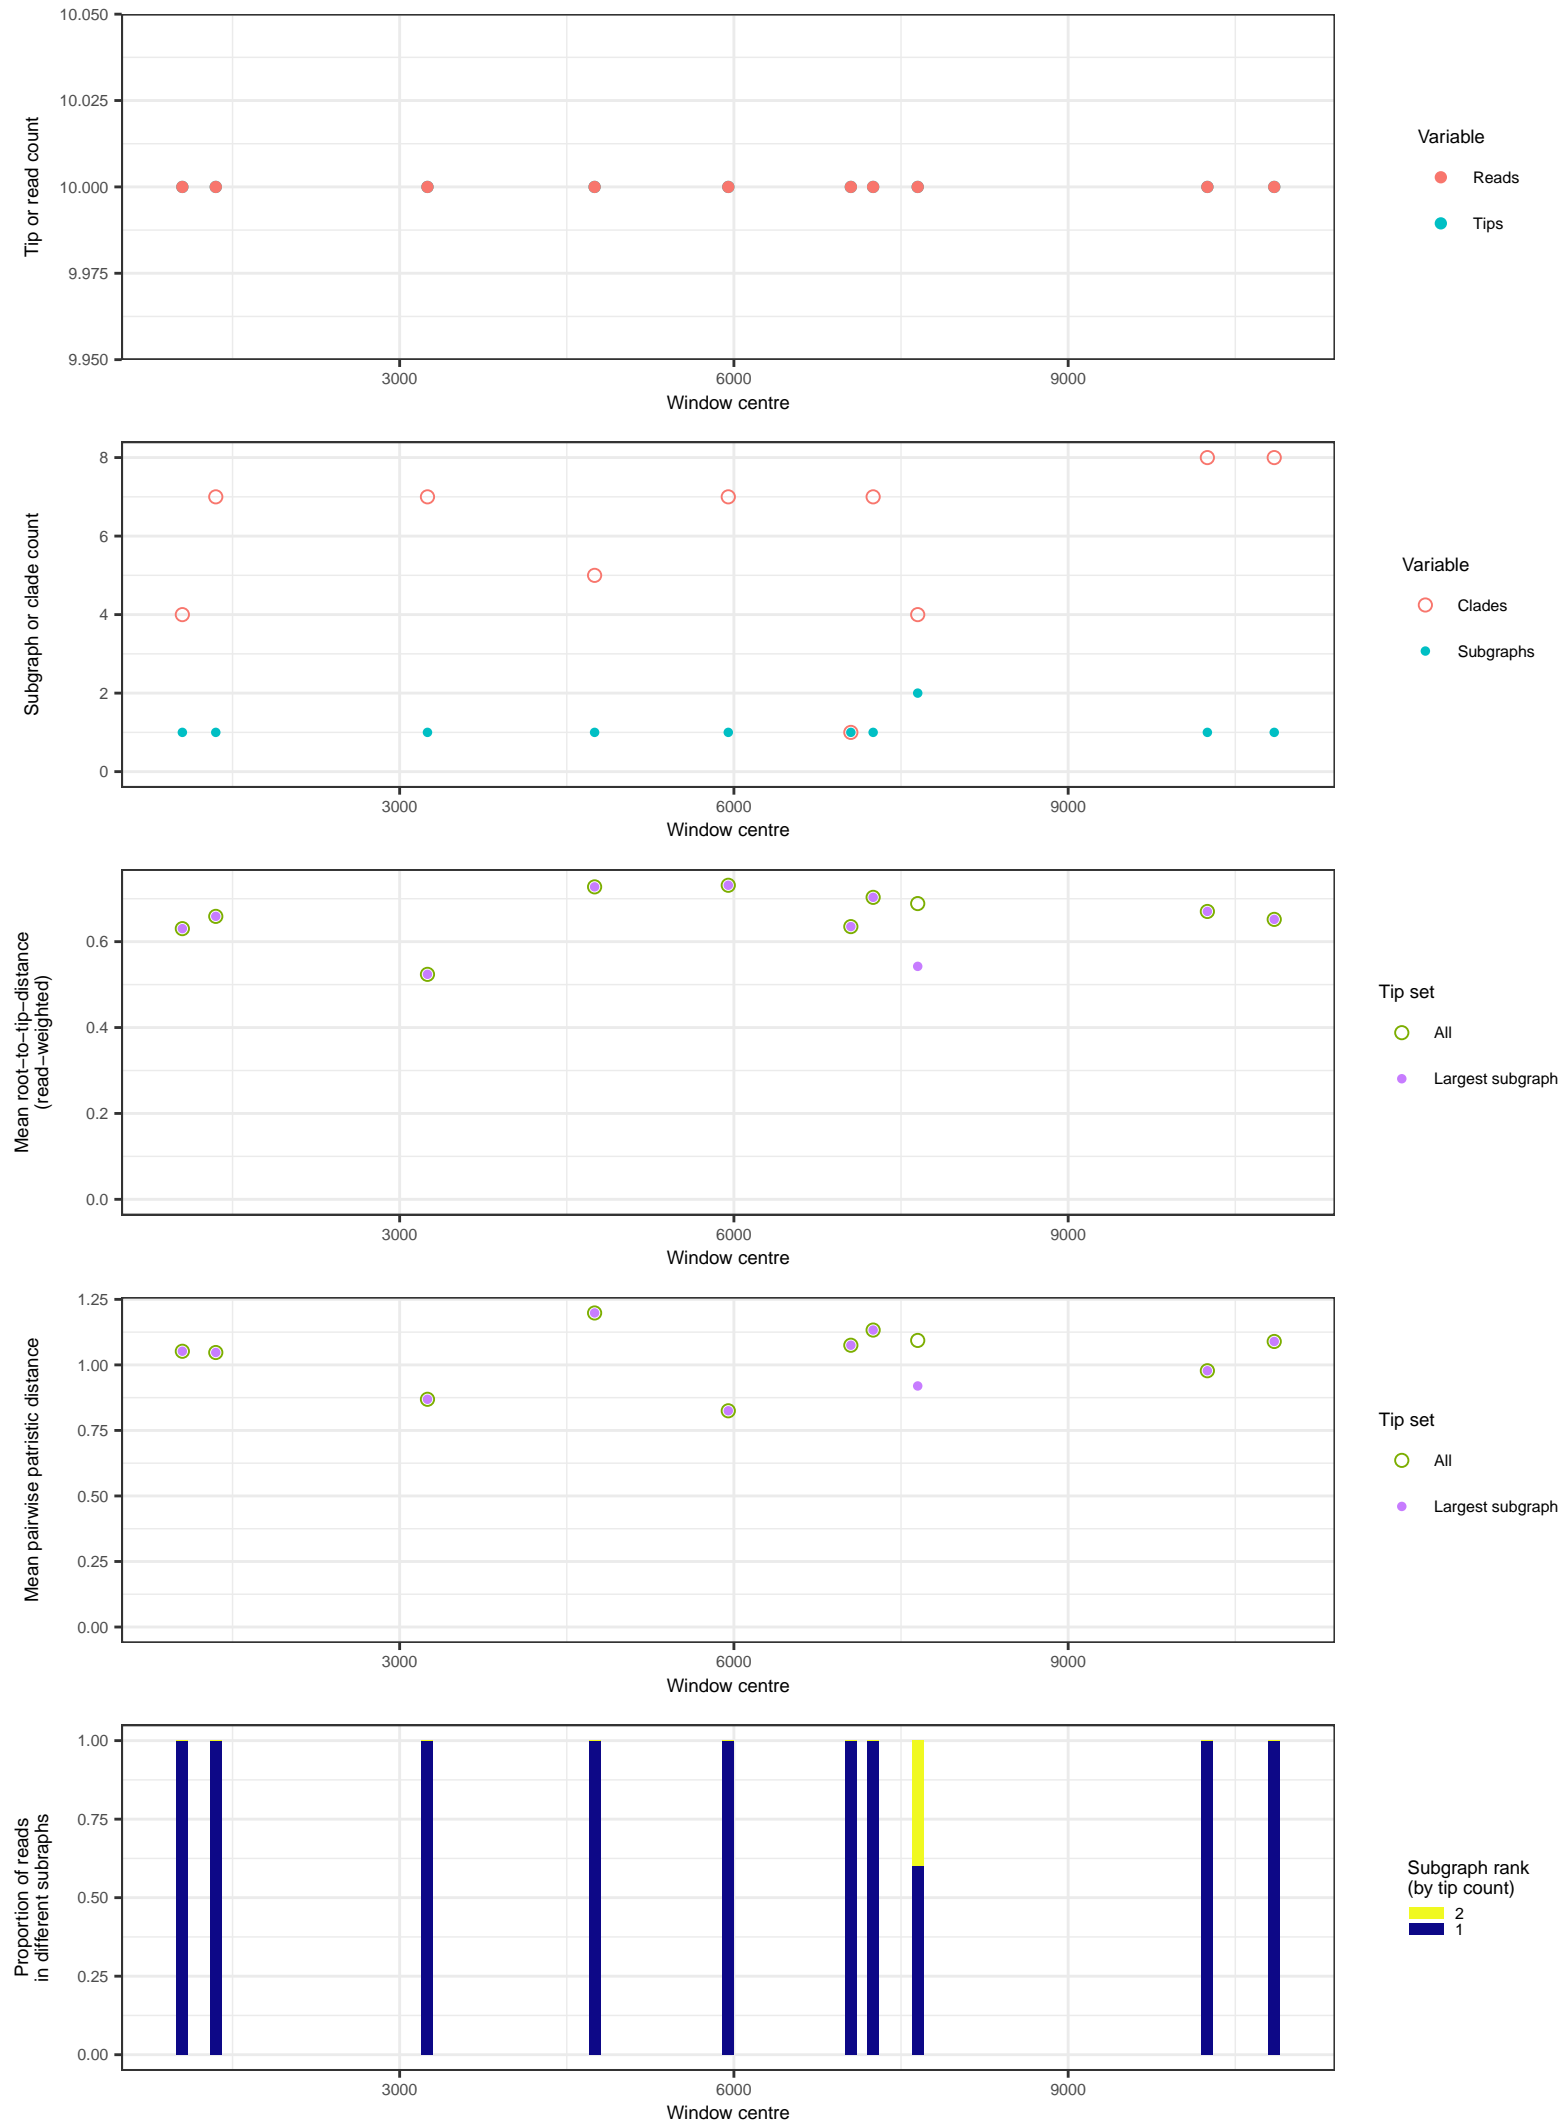 10.050
10.025
10.000
9.975
9.950
Tip or read count
3000
6000
9000
Window centre
Variable
Reads
Tips
8
6
4
2
0
Subgraph or clade count
3000
6000
9000
Window centre
Variable
Clades
Subgraphs
0.6
0.4
0.2
0.0
Mean root−to−tip−distance
(read−weighted)
3000
6000
9000
Window centre
Tip set
All
Largest subgraph
1.25
1.00
0.75
0.50
0.25
0.00
Mean pairwise patristic distance
3000
6000
9000
Window centre
Tip set
All
Largest subgraph
1.00
0.75
0.50
0.25
0.00
Proportion of reads
in different subraphs
3000
6000
9000
Window centre
Subgraph rank
(by tip count)
2
1